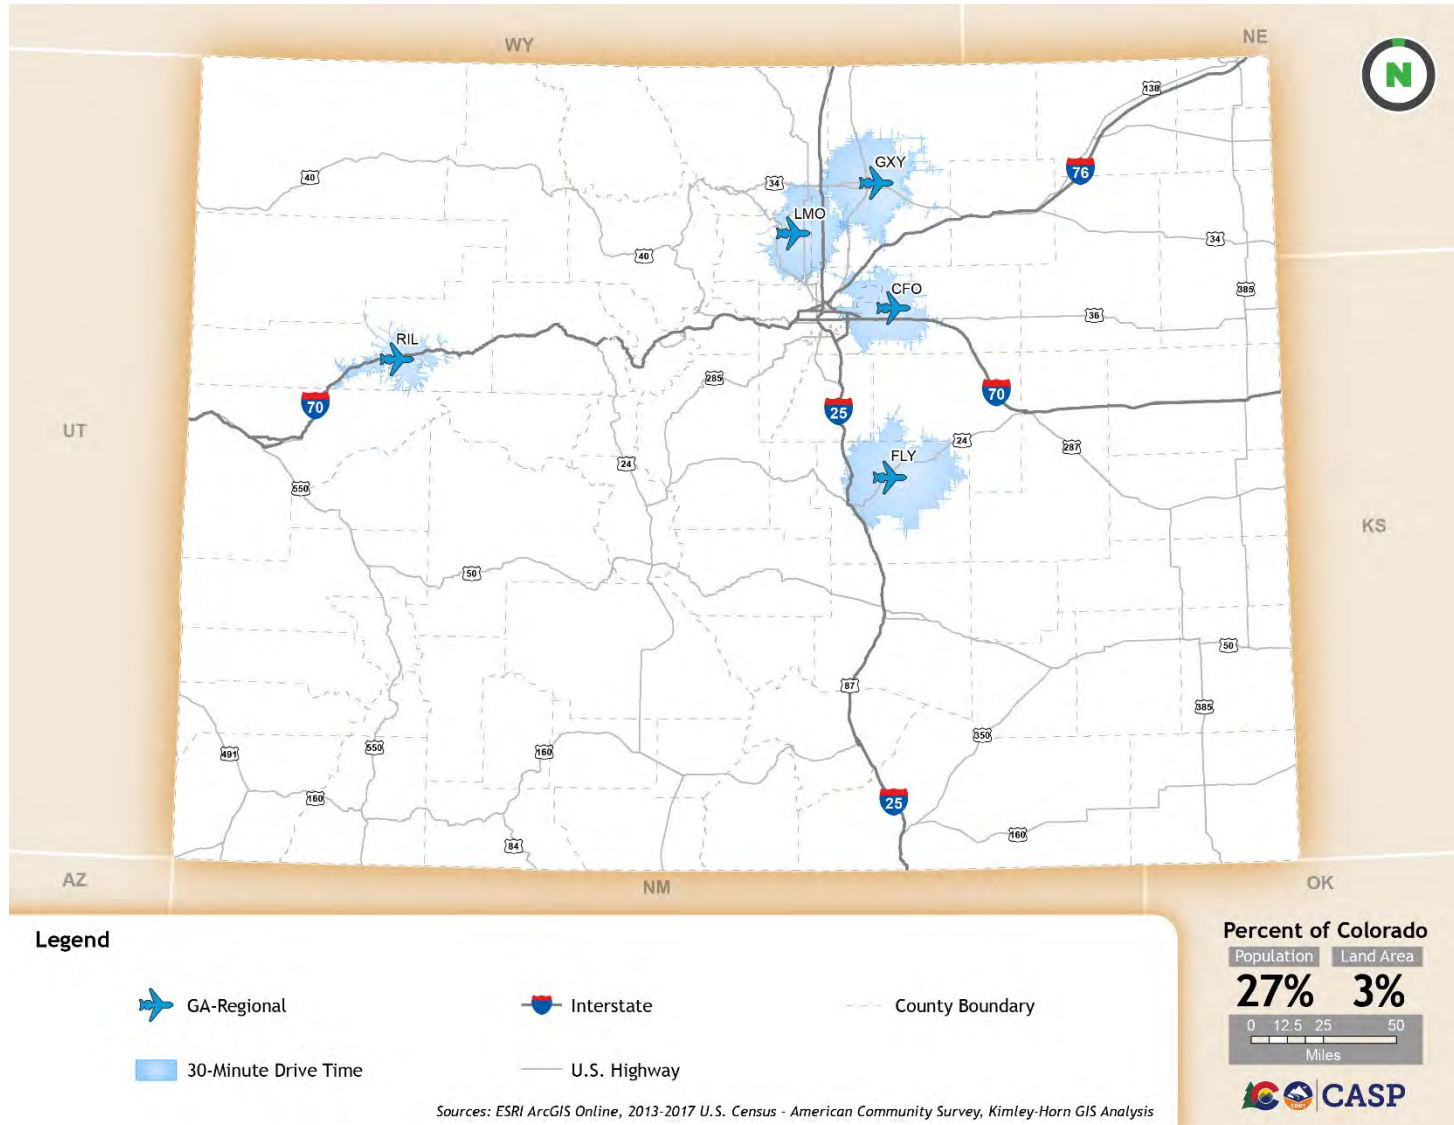 WY
NE
N
138
40
34
GXY
76
LMO
34
40
385
CFO
36
RIL
285
70
70
25
UT
24
287
FLY
24
550
KS
50
50
87
385
350
491
550
160
160
25
160
84
AZ
NM
OK
Legend
GA-Regional
Interstate
County Boundary
30-Minute Drive Time
U.S. Highway
Sources: ESRI ArcGIS Online, 2013-2017 U.S. Census - American Community Survey, Kimley-Horn GIS Analysis
Percent of Colorado
Population Land Area
27% 3%
0 12.5 25 50
Miles
CDOT CASP